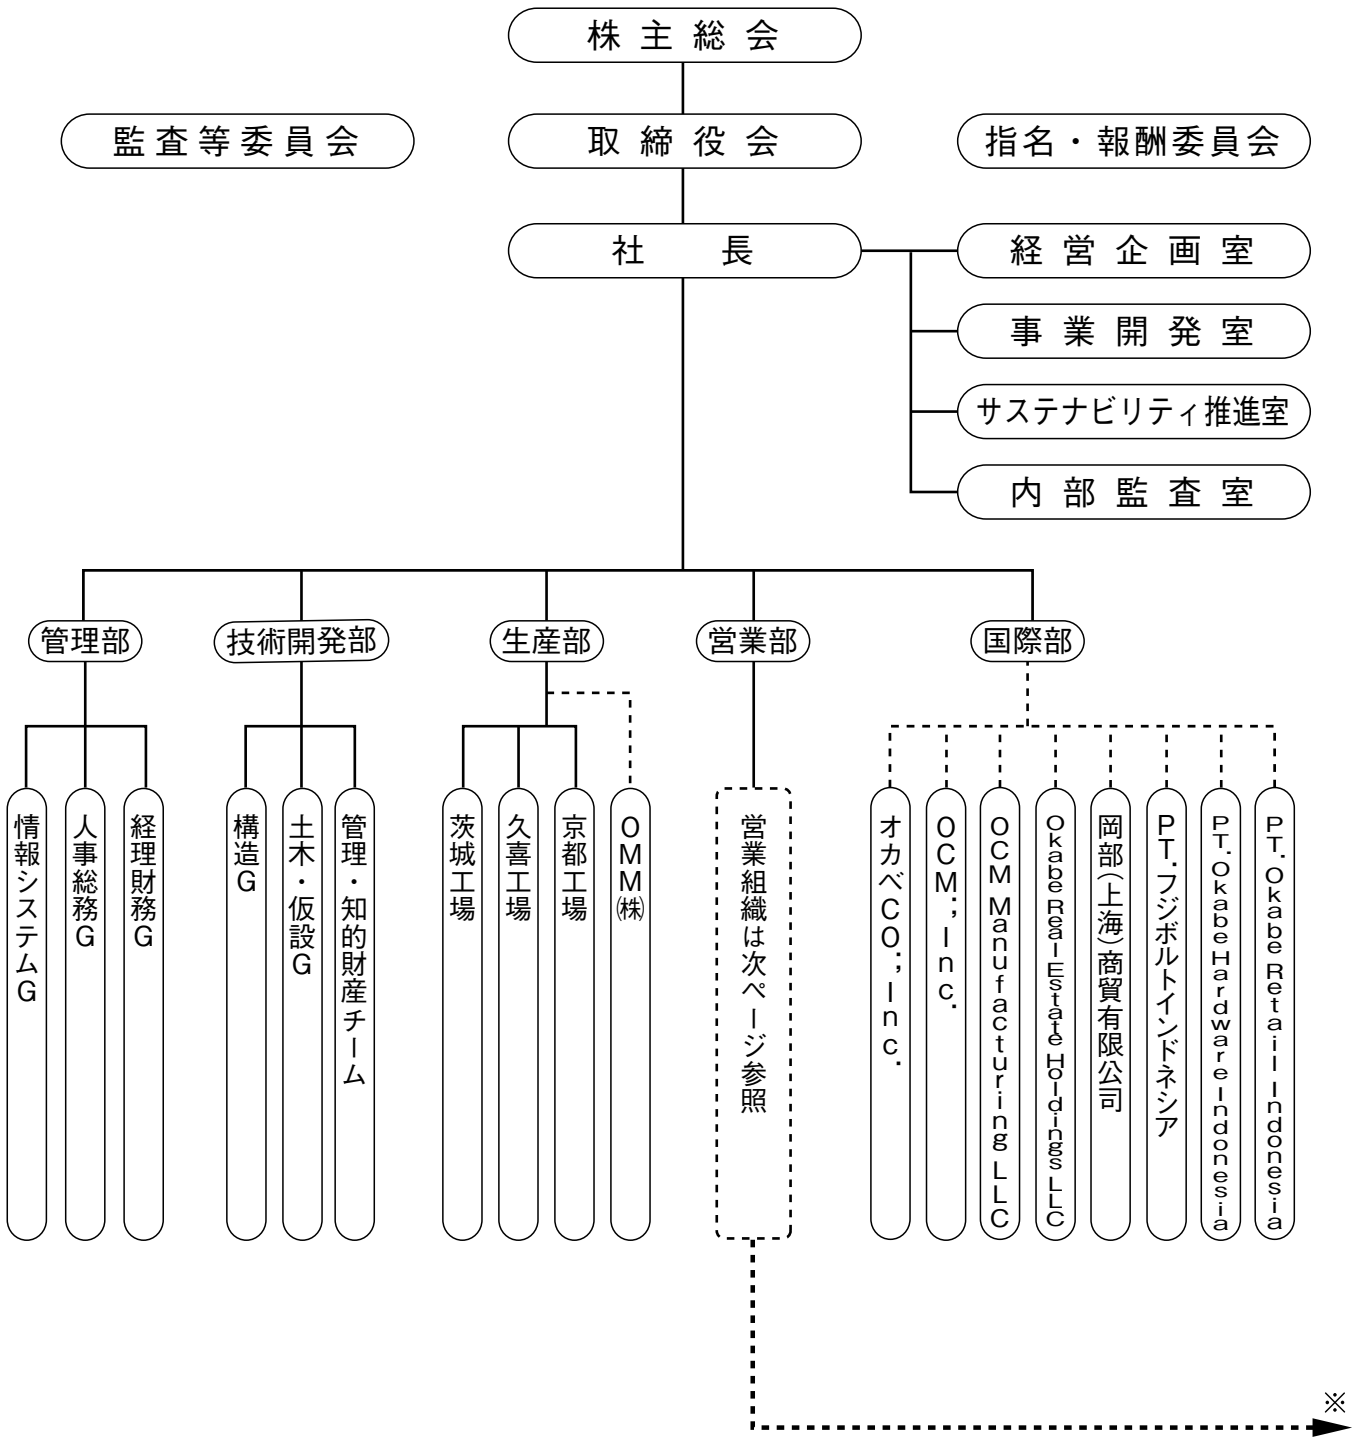 株主総会
監査等委員会
取締役会
指名・報酬委員会
社長
経営企画室
事業開発室
サステナビリティ推進室
内部監査室
管理部
技術開発部
生産部
営業部
国際部
情報システムG
人事総務G
経理財務G
構造G
土木・仮設G
管理・知的財産チーム
茨城工場
久喜工場
京都工場
OMM㈱
営業組織は次ページ参照
オカベCO.;Inc.
OCM;Inc.
OCM Manufacturing LLC
Okabe Real Estate Holdings LLC
岡部(上海)商貿有限公司
PT.フジボルトインドネシア
PT.Okabe Hardware Indonesia
PT.Okabe Retail Indonesia
※